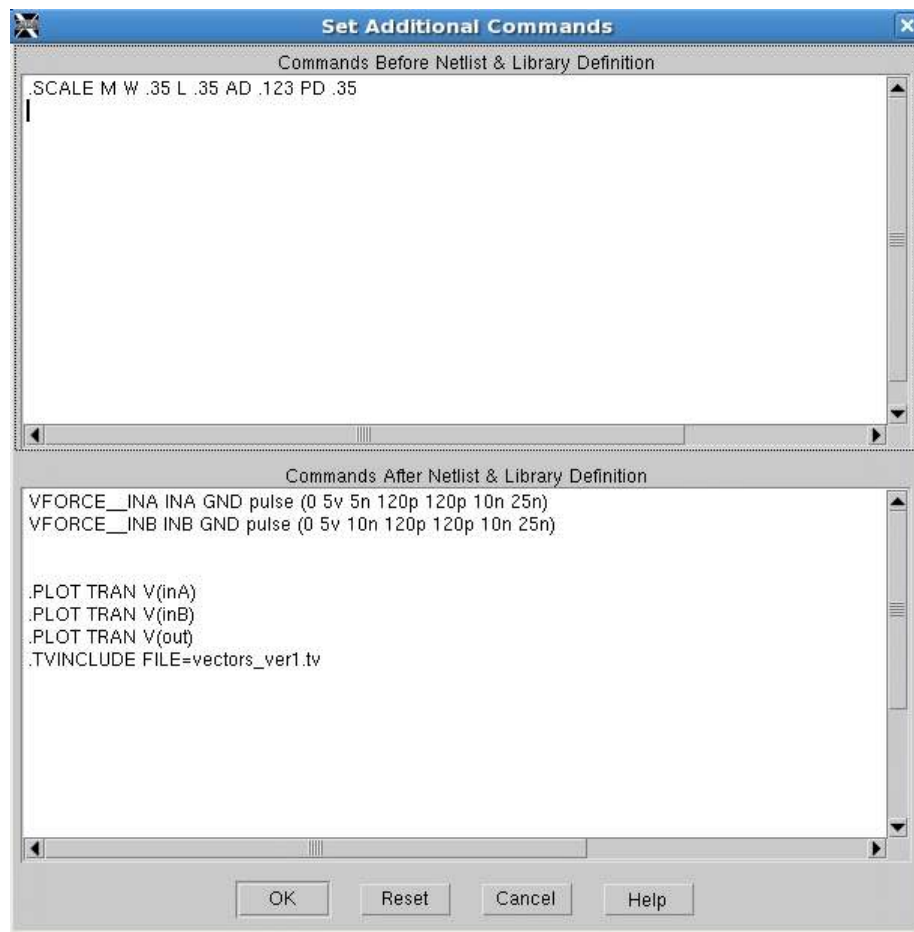 Set Additional Commands
Commands Before Netlist & Library Definition
.SCALE M W .35 L .35 AD .123 PD .35
Commands After Netlist & Library Definition
VFORCE__INA INA GND pulse (0 5v 5n 120p 120p 10n 25n)
VFORCE__INB INB GND pulse (0 5v 10n 120p 120p 10n 25n)
.PLOT TRAN V(inA)
.PLOT TRAN V(inB)
.PLOT TRAN V(out)
.TVINCLUDE FILE=vectors_ver1.tv
OK Reset Cancel Help